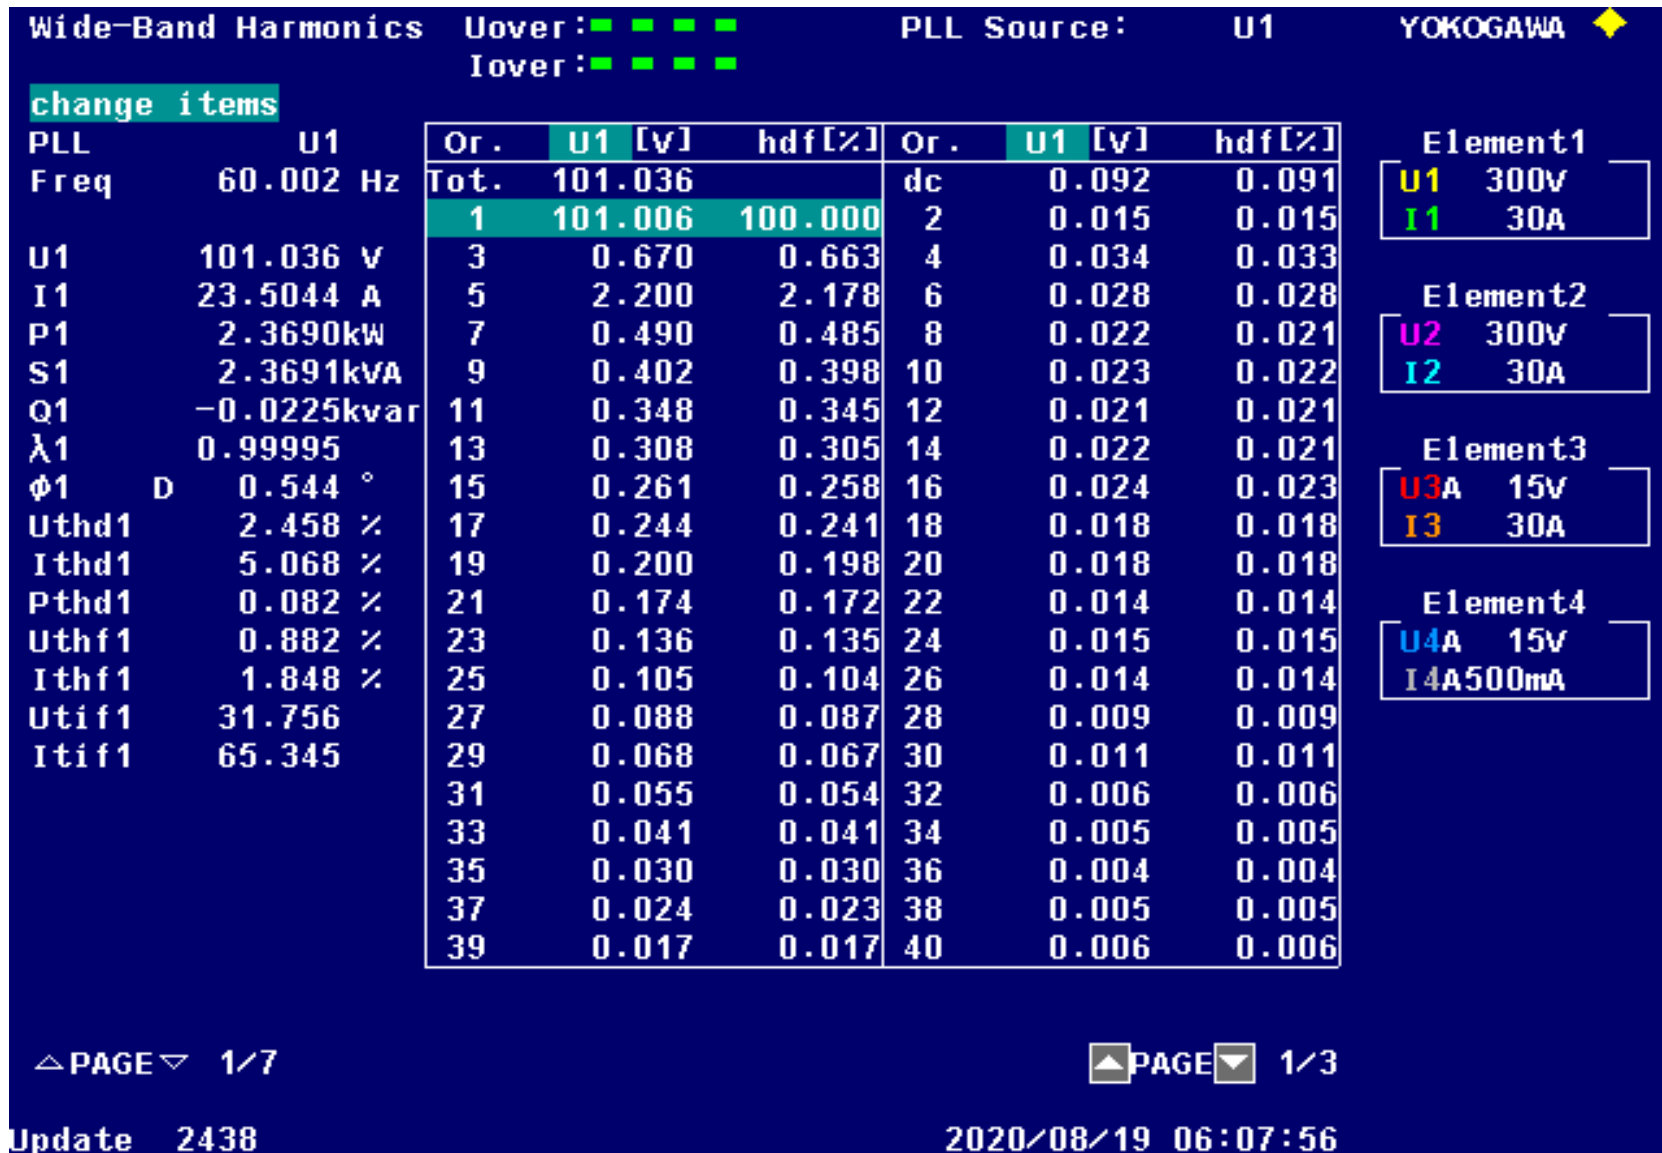 Wide-Band Harmonics Uover: PLL Source: U1 YOKOGAWA
Iover:
change items
PLL U1 Or. U1 [V] hdf[%] Or. U1 [V] hdf[%] Element1
Freq 60.002 Hz Tot. 101.036 dc 0.092 0.091 U1 300V
1 101.006 100.000 2 0.015 0.015 I1 30A
U1 101.036 V 3 0.670 0.663 4 0.034 0.033
I1 23.5044 A 5 2.200 2.178 6 0.028 0.028 Element2
P1 2.3690kW 7 0.490 0.485 8 0.022 0.021 U2 300V
S1 2.3691kVA 9 0.402 0.398 10 0.023 0.022 I2 30A
Q1 -0.0225kvar 11 0.348 0.345 12 0.021 0.021
λ1 0.99995 13 0.308 0.305 14 0.022 0.021 Element3
Φ1 D 0.544 ° 15 0.261 0.258 16 0.024 0.023 U3A 15V
Uthd1 2.458 % 17 0.244 0.241 18 0.018 0.018 I3 30A
Ithd1 5.068 % 19 0.200 0.198 20 0.018 0.018
Pthd1 0.082 % 21 0.174 0.172 22 0.014 0.014 Element4
Uthf1 0.882 % 23 0.136 0.135 24 0.015 0.015 U4A 15V
Ithf1 1.848 % 25 0.105 0.104 26 0.014 0.014 I4A500mA
Utif1 31.756 27 0.088 0.087 28 0.009 0.009
Itif1 65.345 29 0.068 0.067 30 0.011 0.011
31 0.055 0.054 32 0.006 0.006
33 0.041 0.041 34 0.005 0.005
35 0.030 0.030 36 0.004 0.004
37 0.024 0.023 38 0.005 0.005
39 0.017 0.017 40 0.006 0.006
△PAGE▽ 1/7 ▲PAGE▼ 1/3
Update 2438 2020/08/19 06:07:56